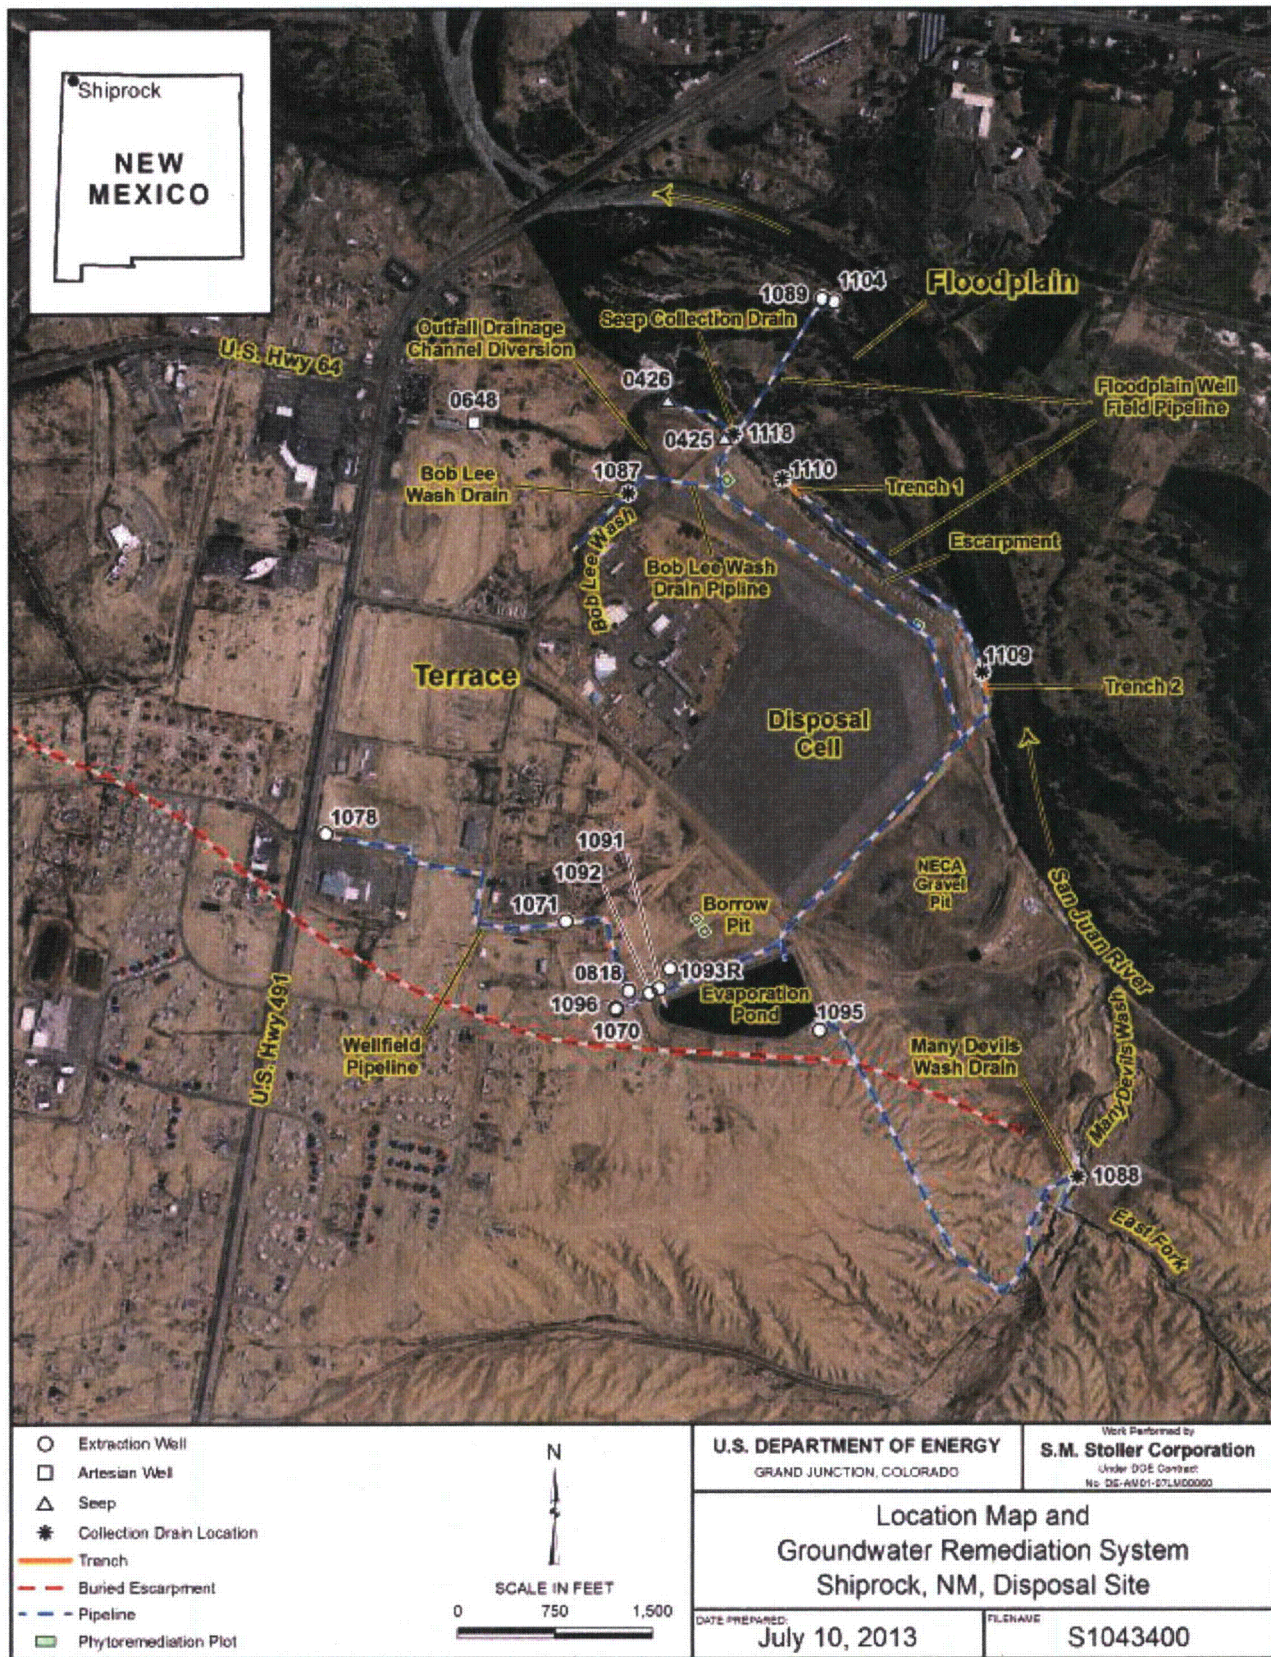 Shiprock
NEW
MEXICO
1104
1089
Floodplain
Seep Collection Drain
Outfall Drainage
Channel Diversion
U.S. Hwy 64
0426
Floodplain Well
Field Pipeline
0648
0425
1118
1087
1110
Bob Lee
Wash Drain
Trench 1
Escarpment
Bob Lee Wash
Bob Lee Wash
Drain Pipline
1109
Terrace
Trench 2
Disposal
Cell
1078
1091
1092
NECA
Gravel
Pit
San Juan River
1071
Borrow
Pit
0818
1093R
1096
Evaporation
Pond
1070
1095
U.S. Hwy 491
Wellfield
Pipeline
Many Devils
Wash Drain
Many Devils Wash
1088
East Fork
Extraction Well
Artesian Well
Seep
Collection Drain Location
Trench
Buried Escarpment
Pipeline
Phytoremediation Plot
N
SCALE IN FEET
0 750 1,500
U.S. DEPARTMENT OF ENERGY
GRAND JUNCTION, COLORADO
Work Performed by
S.M. Stoller Corporation
Under DOE Contract
No. DE-AM01-07LM00060
Location Map and
Groundwater Remediation System
Shiprock, NM, Disposal Site
DATE PREPARED:
July 10, 2013
FILENAME
S1043400